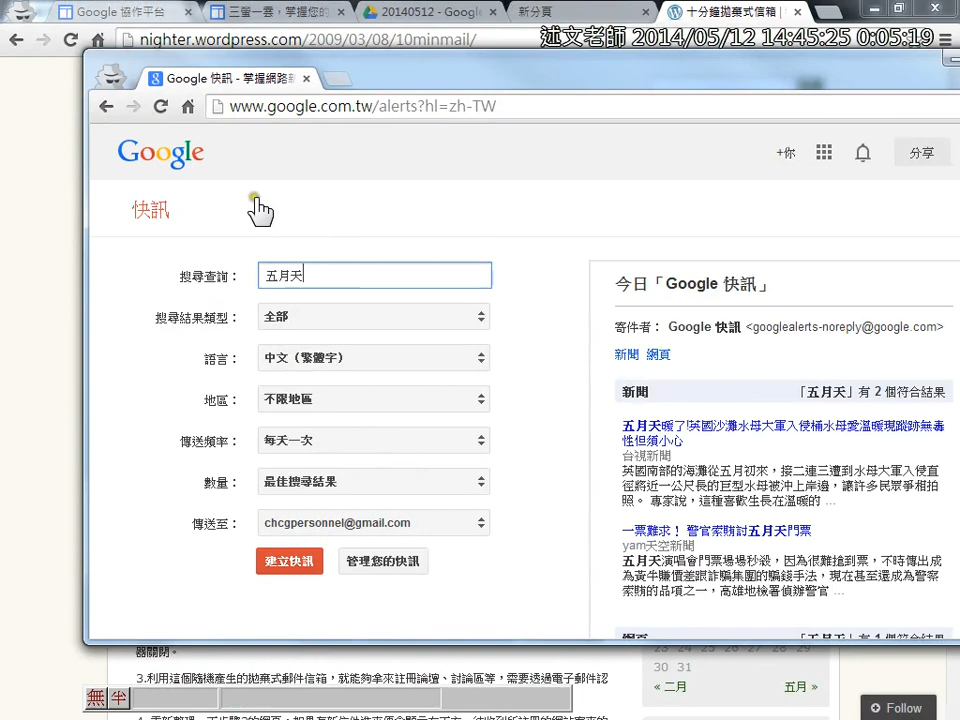 Google 協作平台
三螢一雲，掌握您的
20140512 - Google
新分頁
十分鐘拋棄式信箱 |
nighter.wordpress.com/2009/03/08/10minmail/
述文老師 2014/05/12 14:45:25 0:05:19
Google 快訊 - 掌握網路
www.google.com.tw/alerts?hl=zh-TW
Google
+你
分享
快訊
搜尋查詢：
五月天
搜尋結果類型：
全部
語言：
中文（繁體字）
地區：
不限地區
傳送頻率：
每天一次
數量：
最佳搜尋結果
傳送至：
chcgpersonnel@gmail.com
建立快訊
管理您的快訊
今日「Google 快訊」
寄件者： Google 快訊 <googlealerts-noreply@google.com>
新聞 網頁
新聞
「五月天」有 2 個符合結果
五月天暖了!英國沙灘水母大軍入侵桶水母愛溫暖現蹤跡無毒
性但須小心
台視新聞
英國南部的海灘從五月初來，接二連三遭到水母大軍入侵直
徑將近一公尺長的巨型水母被沖上岸邊，讓許多民眾爭相拍
照。 專家說，這種喜歡生長在溫暖的 ...
一票難求！ 警官索賄討五月天門票
yam天空新聞
五月天演唱會門票場場秒殺，因為很難搶到票，不時傳出成
為黃牛賺價差跟詐騙集團的騙錢手法，現在甚至還成為警察
索賄的品項之一，高雄地檢署偵辦警官 ...
網頁
「五月天」有 1 個符合結果
器關閉。
23 24 25 26 27 28 29
30 31
« 二月
五月 »
3.利用這個隨機產生的拋棄式郵件信箱，就能夠拿來註冊論壇、討論區等，需要透過電子郵件認
無 半
Follow